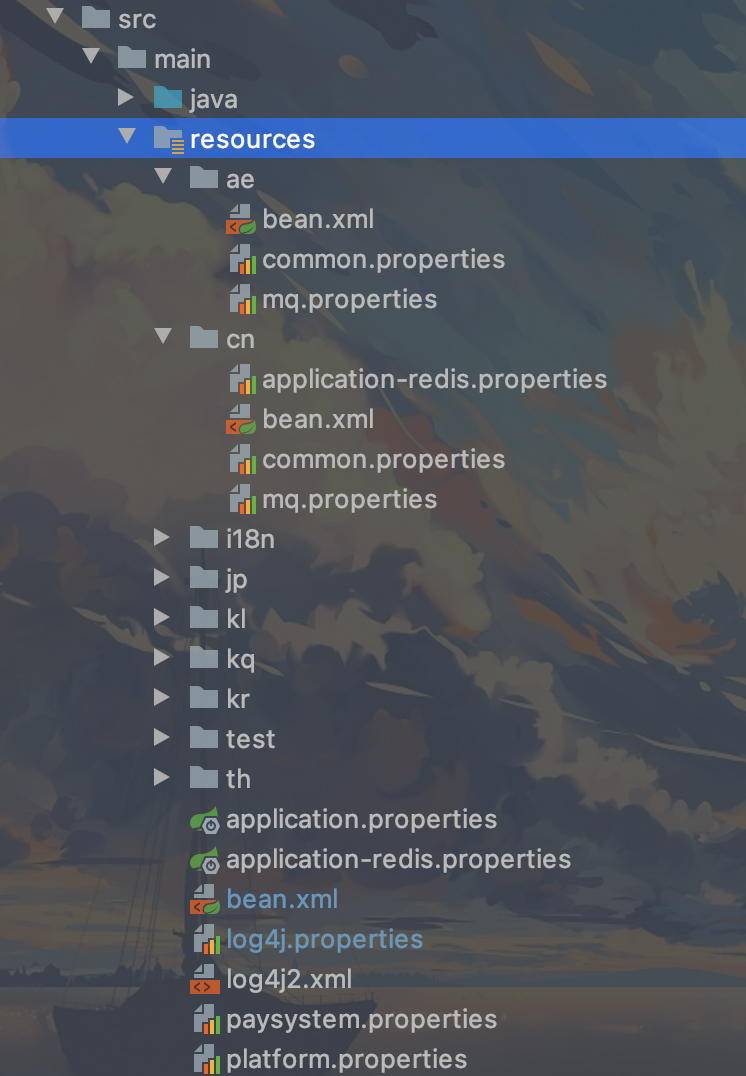 src
main
java
resources
ae
bean.xml
common.properties
mq.properties
cn
application-redis.properties
bean.xml
common.properties
mq.properties
i18n
jp
kl
kq
kr
test
th
application.properties
application-redis.properties
bean.xml
log4j.properties
log4j2.xml
paysystem.properties
platform.properties